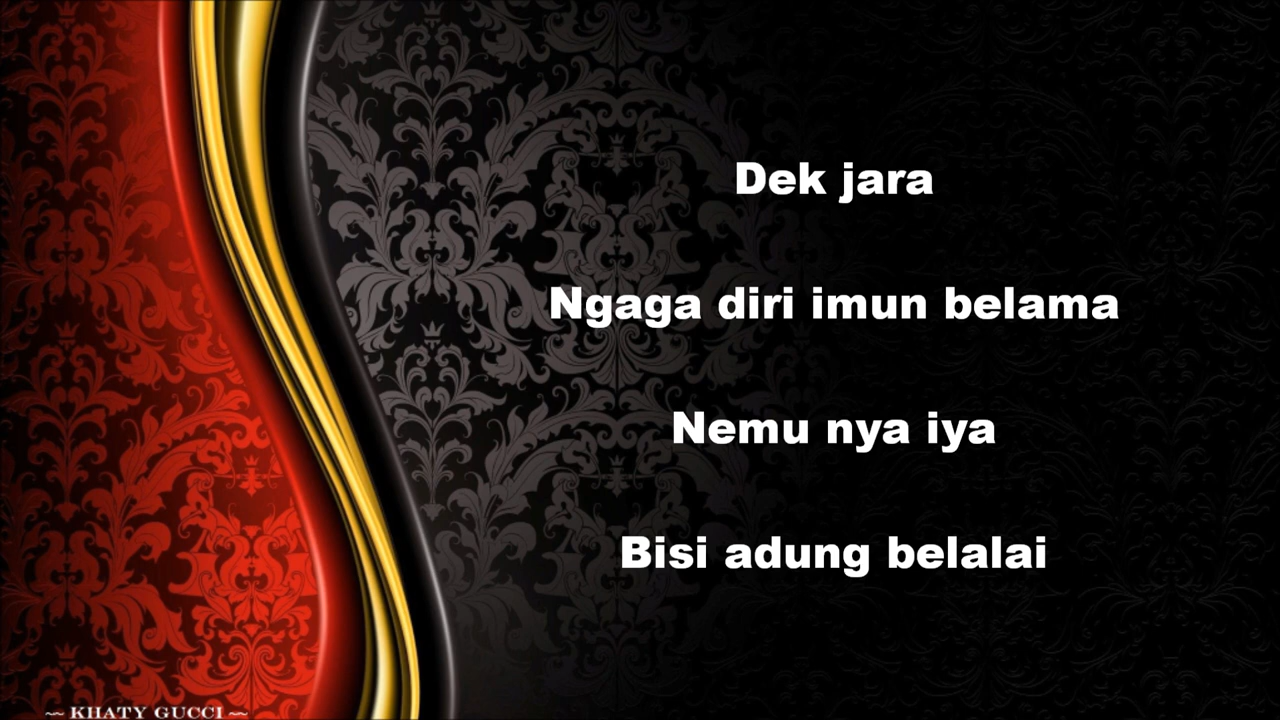 Dek jara
Ngaga diri imun belama
Nemu nya iya
Bisi adung belalai
~~ KHATY GUCCI ~~